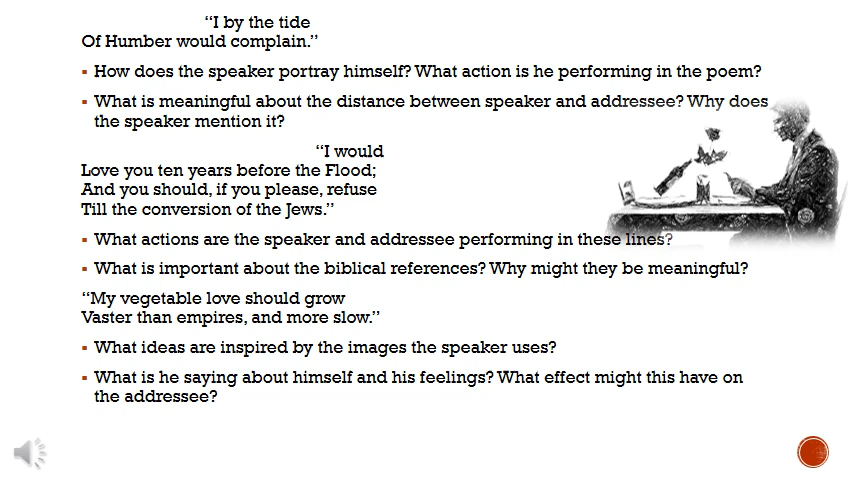 “I by the tide
Of Humber would complain.”
▪ How does the speaker portray himself? What action is he performing in the poem?
▪ What is meaningful about the distance between speaker and addressee? Why does
the speaker mention it?
“I would
Love you ten years before the Flood;
And you should, if you please, refuse
Till the conversion of the Jews.”
▪ What actions are the speaker and addressee performing in these lines?
▪ What is important about the biblical references? Why might they be meaningful?
“My vegetable love should grow
Vaster than empires, and more slow.”
▪ What ideas are inspired by the images the speaker uses?
▪ What is he saying about himself and his feelings? What effect might this have on
the addressee?